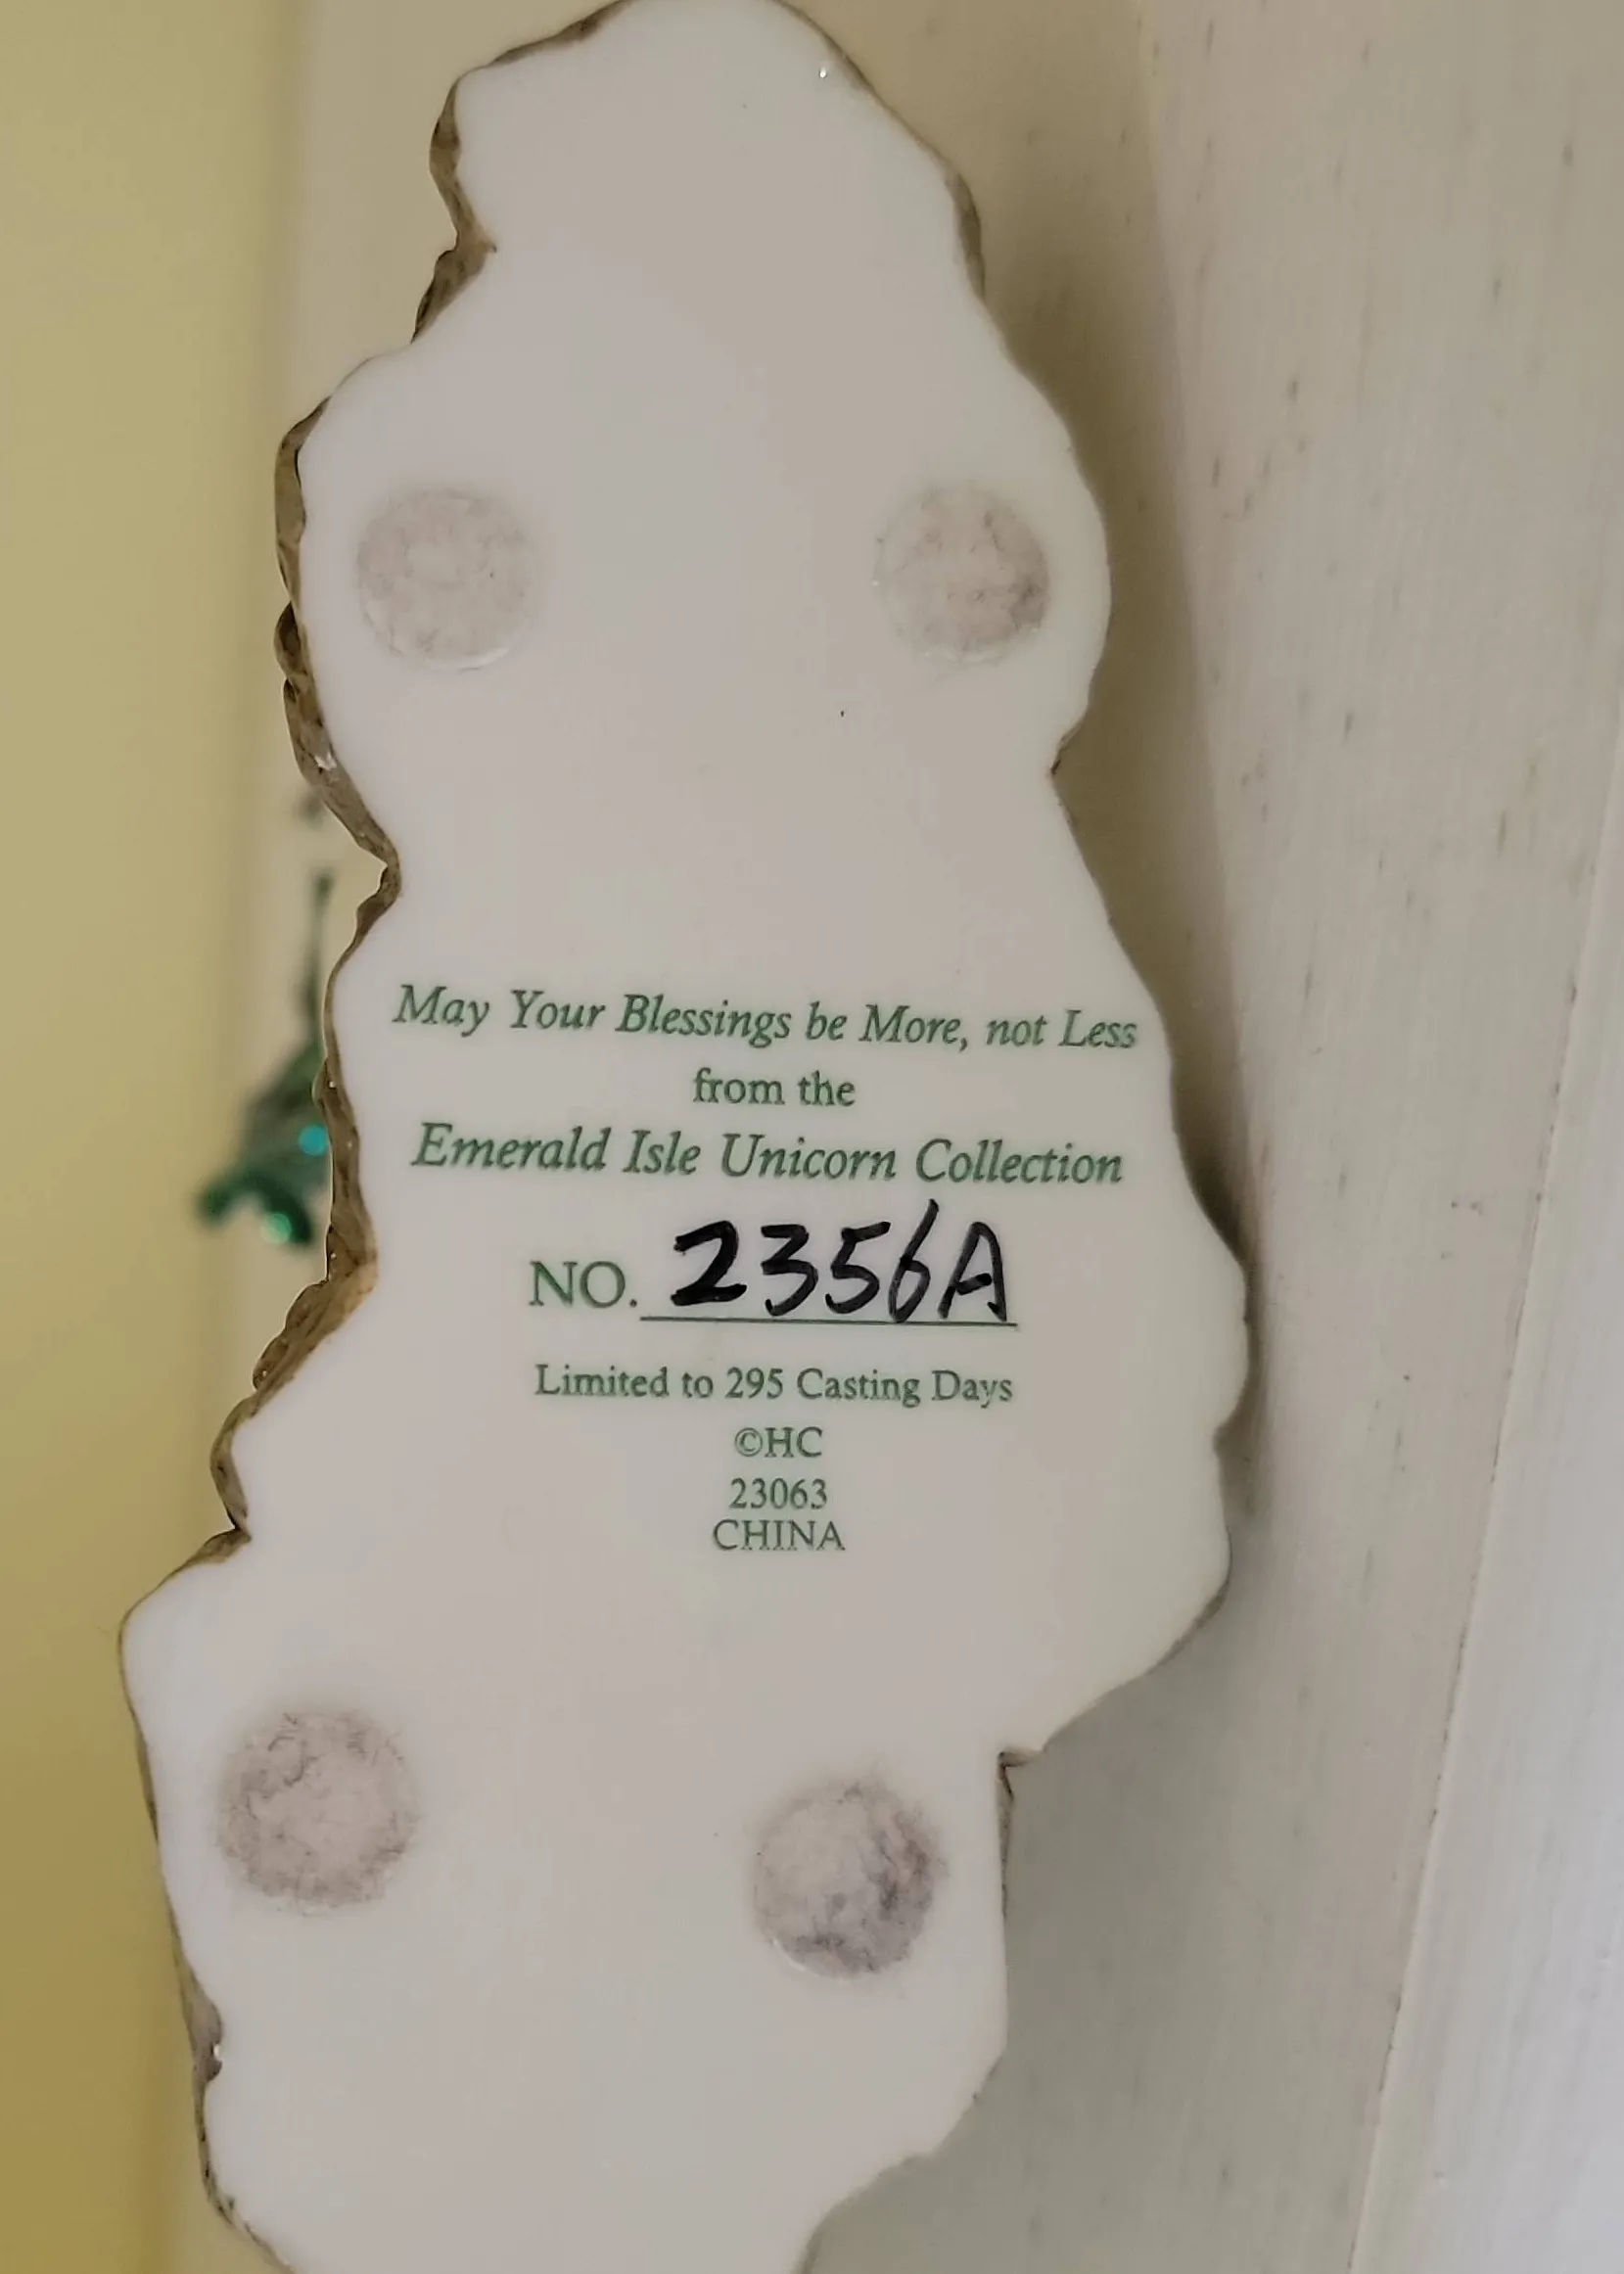 May Your Blessings be More, not Less
from the
Emerald Isle Unicorn Collection
NO. 2356A
Limited to 295 Casting Days
©HC
23063
CHINA